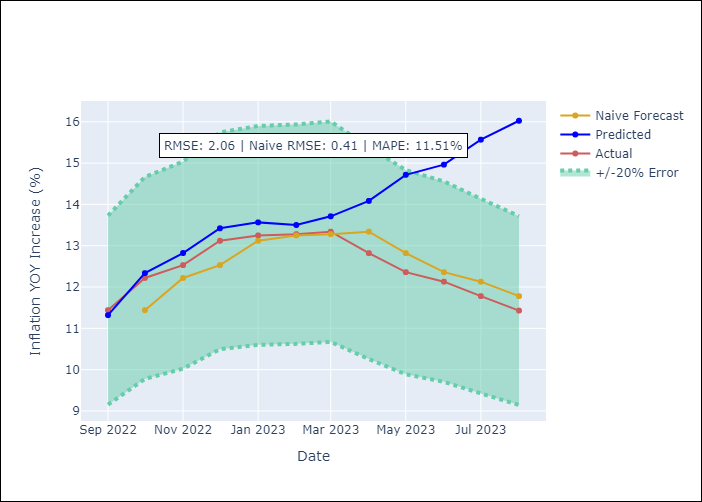 RMSE: 2.06 | Naive RMSE: 0.41 | MAPE: 11.51%
Naive Forecast
Predicted
Actual
+/-20% Error
Inflation YOY Increase (%)
16
15
14
13
12
11
10
9
Sep 2022
Nov 2022
Jan 2023
Mar 2023
May 2023
Jul 2023
Date